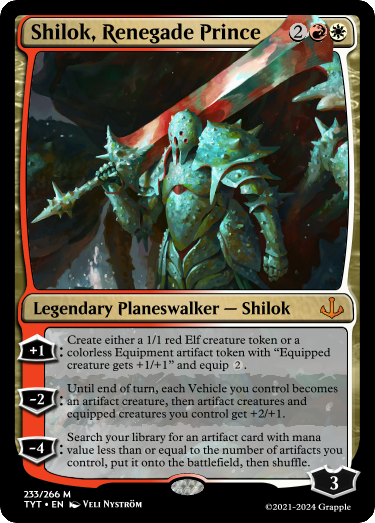 Shilok, Renegade Prince 2
Legendary Planeswalker — Shilok
+1 : Create either a 1/1 red Elf creature token or a
colorless Equipment artifact token with “Equipped
creature gets +1/+1” and equip 2 .
-2 : Until end of turn, each Vehicle you control becomes
an artifact creature, then artifact creatures and
equipped creatures you control get +2/+1.
-4 : Search your library for an artifact card with mana
value less than or equal to the number of artifacts you
control, put it onto the battlefield, then shuffle.
3
233/266 M
TYT • EN Veli Nyström
©2021-2024 Grapple